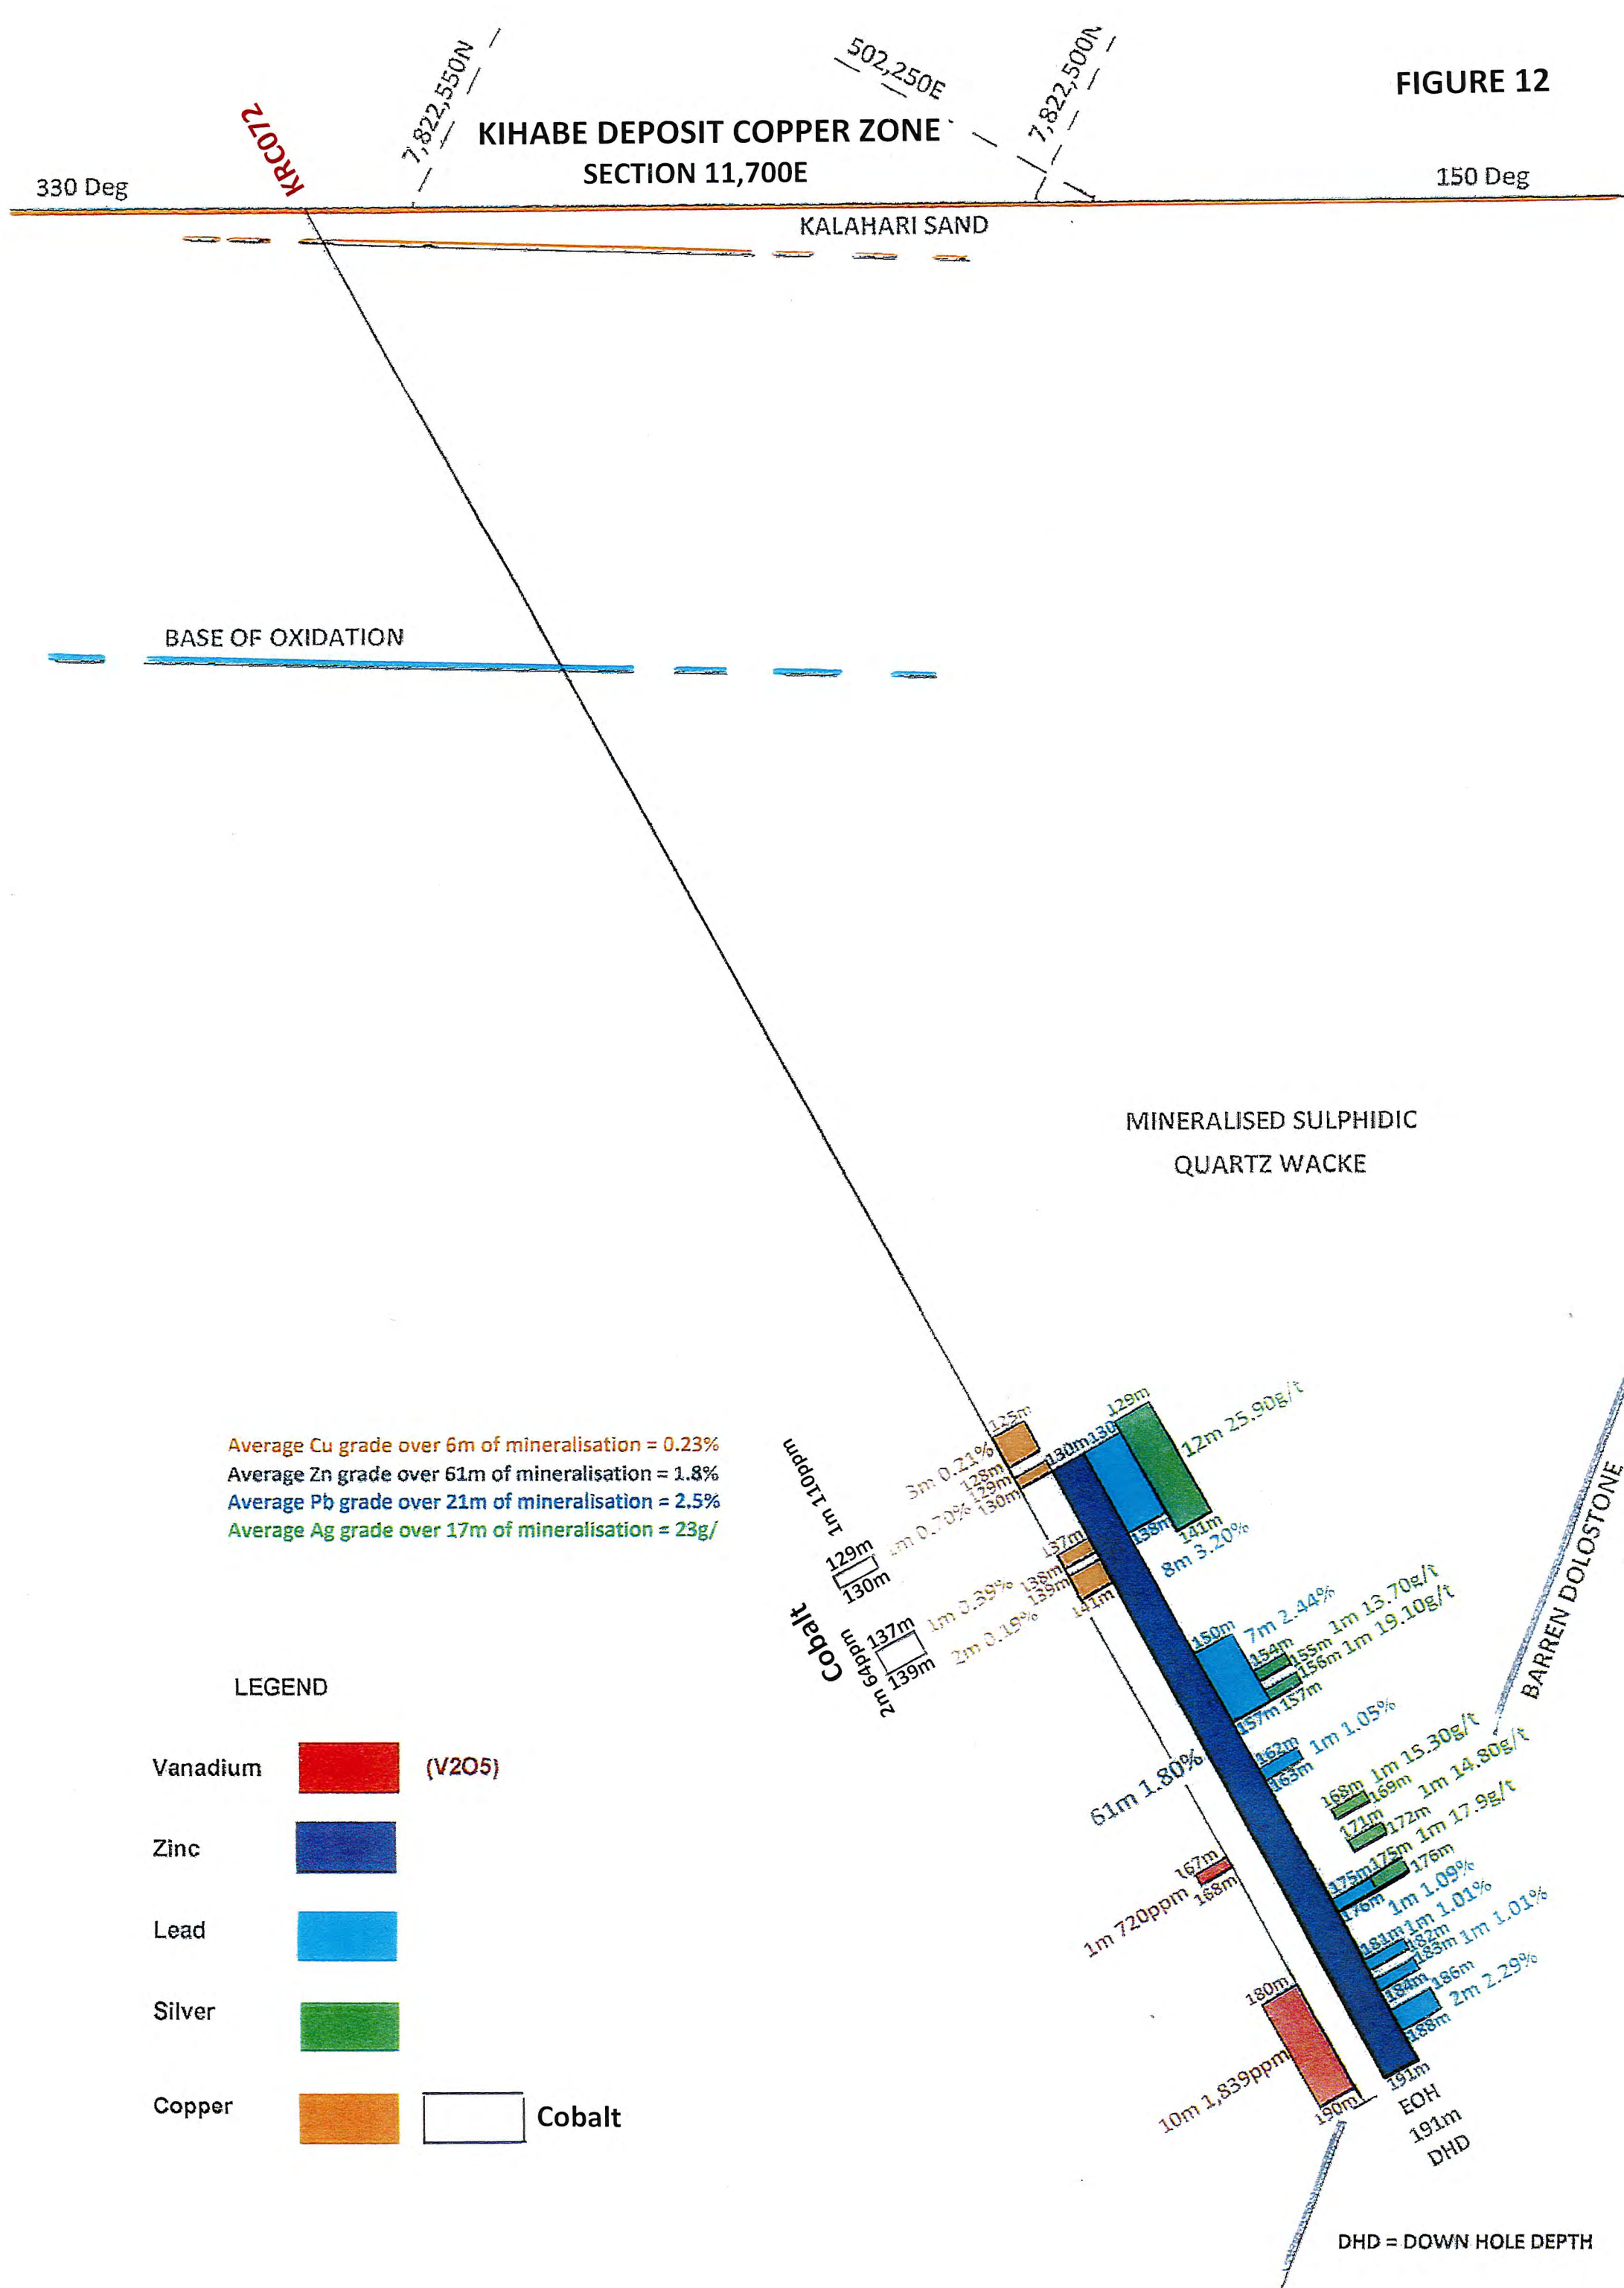 FIGURE 12
7,822,550N
502,250E
7,822,500N
KRC072
KIHABE DEPOSIT COPPER ZONE
SECTION 11,700E
330 Deg
150 Deg
KALAHARI SAND
BASE OF OXIDATION
MINERALISED SULPHIDIC
QUARTZ WACKE
Average Cu grade over 6m of mineralisation = 0.23%
Average Zn grade over 61m of mineralisation = 1.8%
Average Pb grade over 21m of mineralisation = 2.5%
Average Ag grade over 17m of mineralisation = 23g/
1m 110ppm
129m
130m
Cobalt
2m 64ppm
137m
139m
125m
3m 0.21%
128m
129m
130m
1m 0.70%
137m
138m
1m 0.39%
139m
141m
2m 0.19%
130m
130
129m
12m 25.90g/t
138m
141m
8m 3.20%
150m
7m 2.44%
154m
155m 1m 13.70g/t
156m 1m 19.10g/t
157m
157m
162m
163m
1m 1.05%
61m 1.80%
168m
169m
1m 15.30g/t
171m
172m
1m 14.80g/t
167m
168m
1m 720ppm
175m
175m
1m 17.9g/t
176m
176m
1m 1.09%
181m
1m 1.01%
182m
183m
1m 1.01%
184m
186m
2m 2.29%
188m
180m
10m 1,839ppm
190m
191m
EOH
191m
DHD
BARREN DOLOSTONE
LEGEND
Vanadium
(V2O5)
Zinc
Lead
Silver
Copper
Cobalt
DHD = DOWN HOLE DEPTH